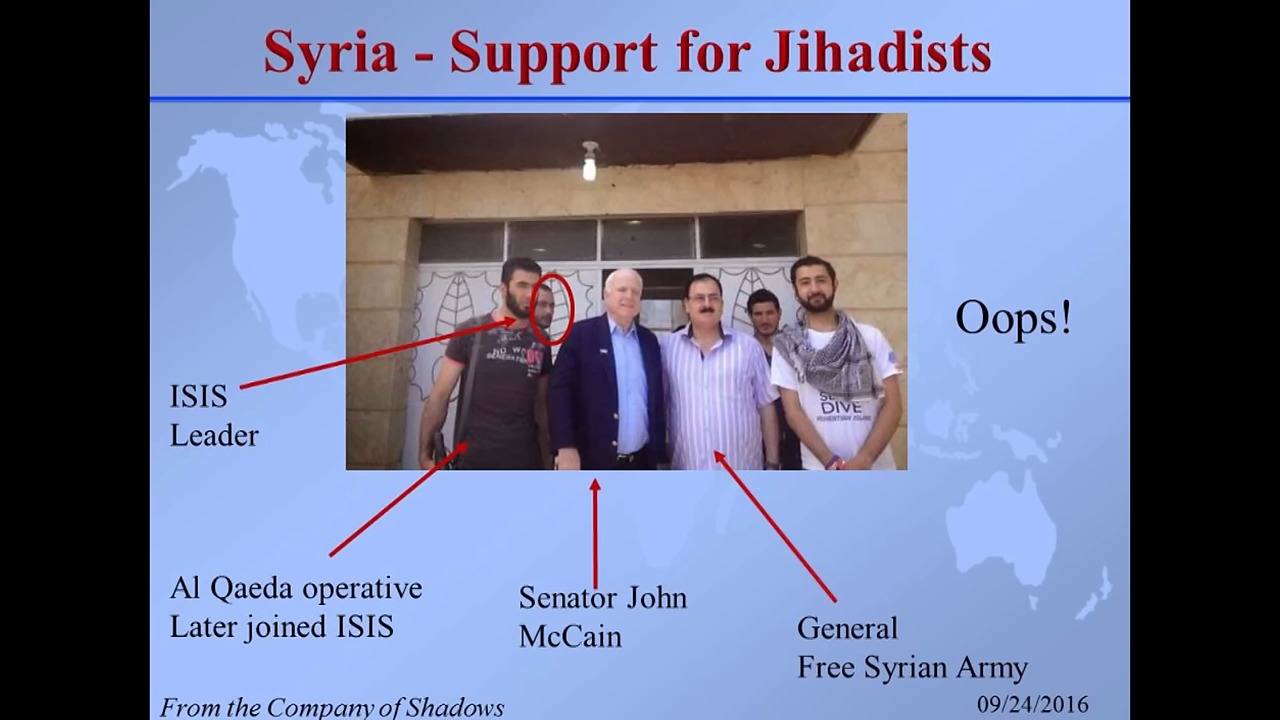 Syria - Support for Jihadists
Oops!
ISIS
Leader
DIVE
Al Qaeda operative
Later joined ISIS
Senator John
McCain
General
Free Syrian Army
From the Company of Shadows
09/24/2016